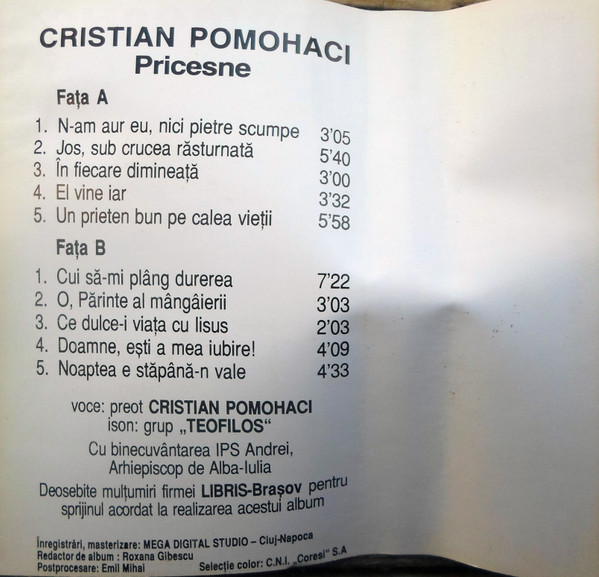 CRISTIAN POMOHACI
Pricesne
Fața A
1. N-am aur eu, nici pietre scumpe 3'05
2. Jos, sub crucea răsturnată 5'40
3. În fiecare dimineață 3'00
4. El vine iar 3'32
5. Un prieten bun pe calea vieții 5'58
Fața B
1. Cui să-mi plâng durerea 7'22
2. O, Părinte al mângâierii 3'03
3. Ce dulce-i viața cu Iisus 2'03
4. Doamne, ești a mea iubire! 4'09
5. Noaptea e stăpână-n vale 4'33
voce: preot CRISTIAN POMOHACI
ison: grup „TEOFILOS“
Cu binecuvântarea IPS Andrei,
Arhiepiscop de Alba-Iulia
Deosebite mulțumiri firmei LIBRIS-Brașov pentru
sprijinul acordat la realizarea acestui album
Înregistrări, masterizare: MEGA DIGITAL STUDIO – Cluj-Napoca
Redactor de album : Roxana Gibescu
Postprocesare: Emil Mihai Selecție color: C.N.I. „Coresi“ S.A